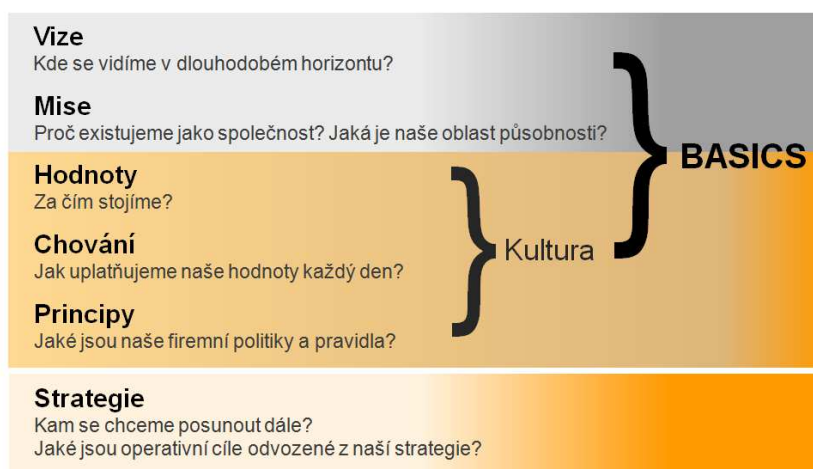 Vize
Kde se vidíme v dlouhodobém horizontu?
Mise
Proč existujeme jako společnost? Jaká je naše oblast působnosti?
BASICS
Hodnoty
Za čím stojíme?
Chování
Jak uplatňujeme naše hodnoty každý den?
Kultura
Principy
Jaké jsou naše firemní politiky a pravidla?
Strategie
Kam se chceme posunout dále?
Jaké jsou operativní cíle odvozené z naší strategie?